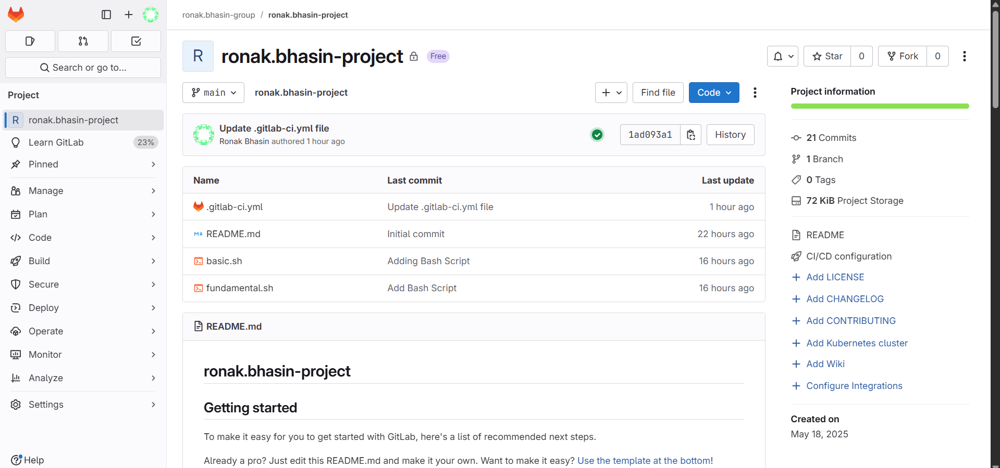 ronak.bhasin-group / ronak.bhasin-project
Search or go to...
Project
R ronak.bhasin-project
Learn GitLab 23%
Pinned
Manage
Plan
Code
Build
Secure
Deploy
Operate
Monitor
Analyze
Settings
Help
R ronak.bhasin-project Free
Star 0 Fork 0
main ronak.bhasin-project Find file Code
Update .gitlab-ci.yml file
Ronak Bhasin authored 1 hour ago
1ad093a1 History
Name Last commit Last update
.gitlab-ci.yml Update .gitlab-ci.yml file 1 hour ago
README.md Initial commit 22 hours ago
basic.sh Adding Bash Script 16 hours ago
fundamental.sh Add Bash Script 16 hours ago
README.md
ronak.bhasin-project
Getting started
To make it easy for you to get started with GitLab, here's a list of recommended next steps.
Already a pro? Just edit this README.md and make it your own. Want to make it easy? Use the template at the bottom!
Project information
21 Commits
1 Branch
0 Tags
72 KiB Project Storage
README
CI/CD configuration
Add LICENSE
Add CHANGELOG
Add CONTRIBUTING
Add Kubernetes cluster
Add Wiki
Configure Integrations
Created on
May 18, 2025